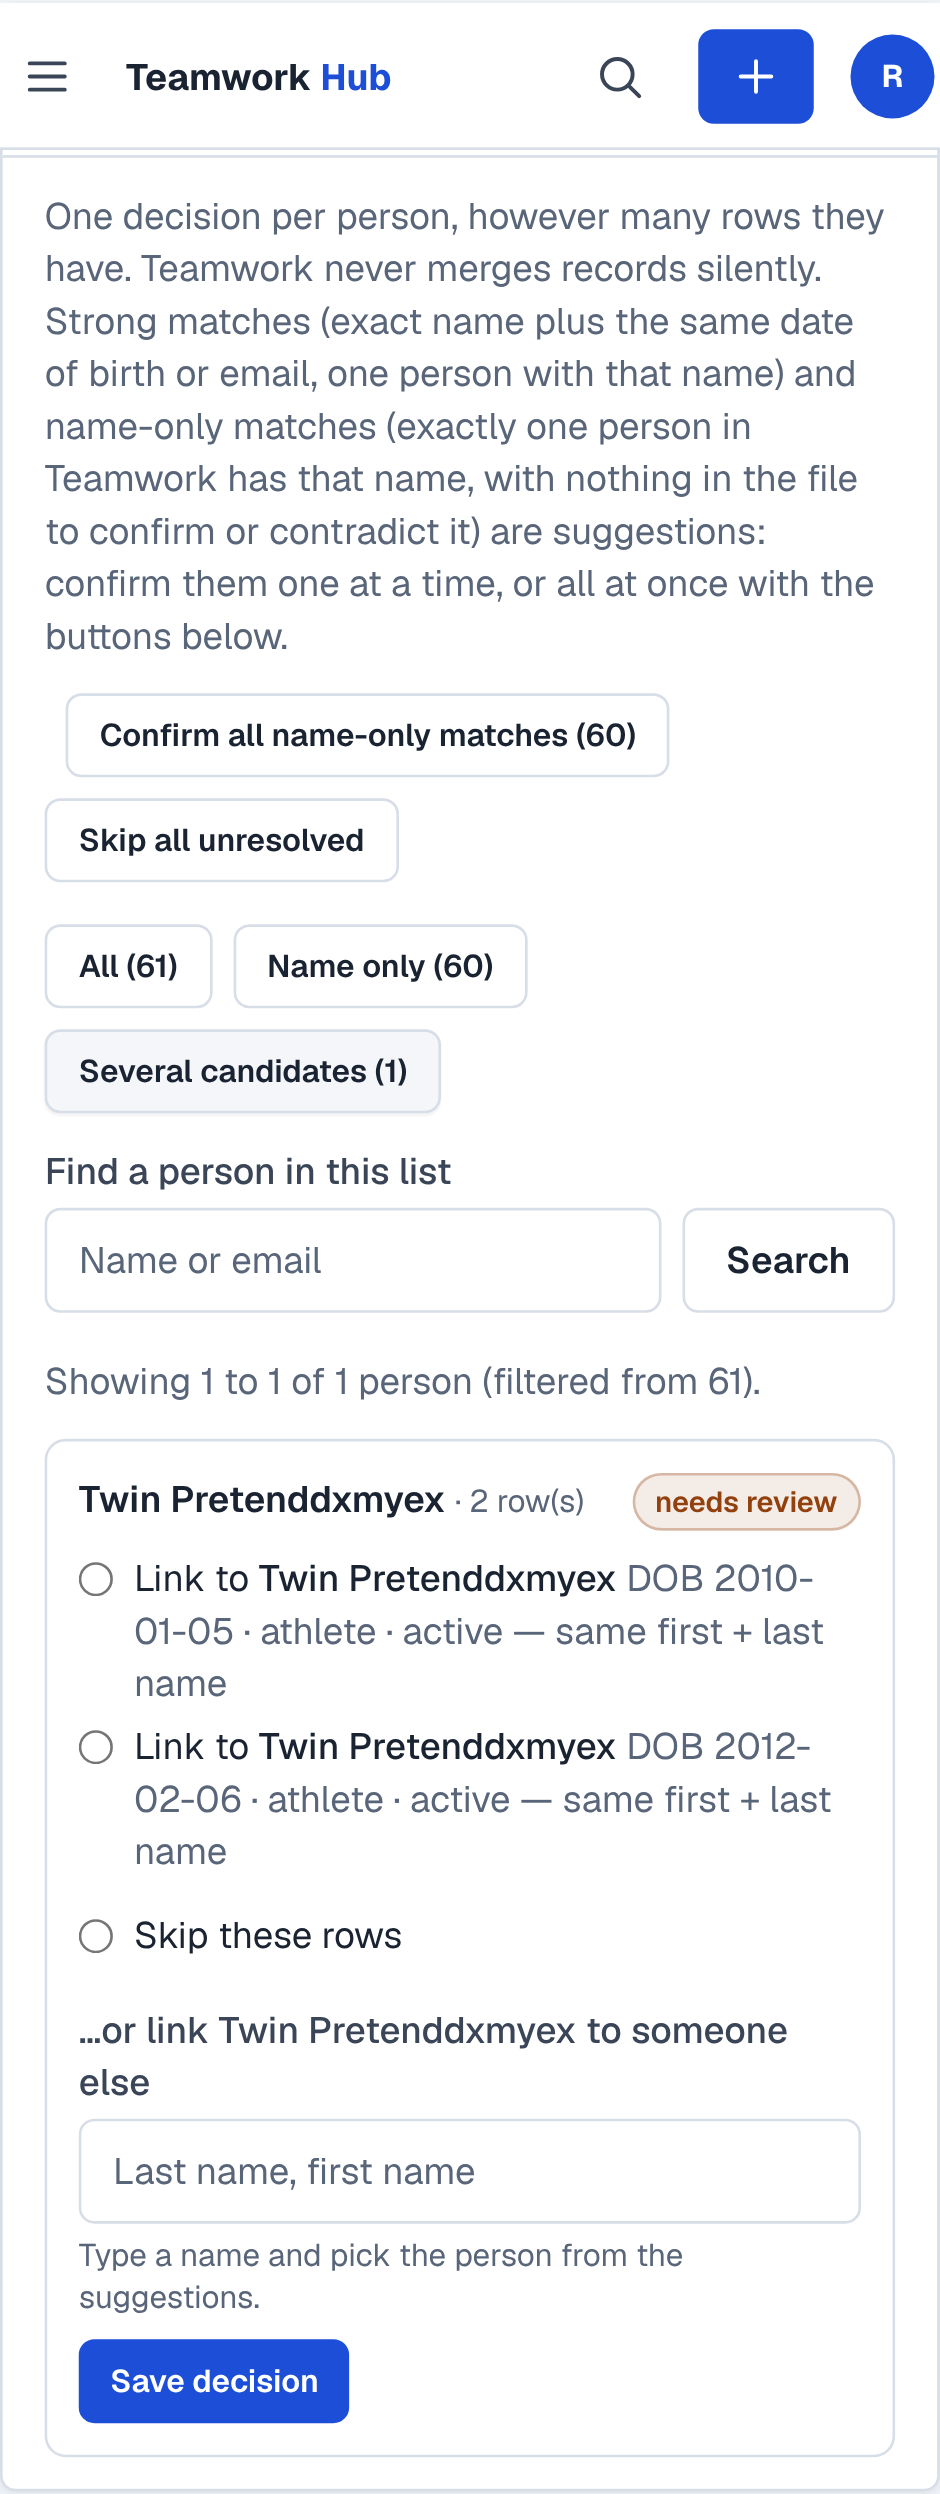 Teamwork Hub
R
One decision per person, however many rows they
have. Teamwork never merges records silently.
Strong matches (exact name plus the same date
of birth or email, one person with that name) and
name-only matches (exactly one person in
Teamwork has that name, with nothing in the file
to confirm or contradict it) are suggestions:
confirm them one at a time, or all at once with the
buttons below.
Confirm all name-only matches (60)
Skip all unresolved
All (61) Name only (60)
Several candidates (1)
Find a person in this list
Name or email Search
Showing 1 to 1 of 1 person (filtered from 61).
Twin Pretenddxmyex · 2 row(s) needs review
Link to Twin Pretenddxmyex DOB 2010-
01-05 · athlete · active — same first + last
name
Link to Twin Pretenddxmyex DOB 2012-
02-06 · athlete · active — same first + last
name
Skip these rows
...or link Twin Pretenddxmyex to someone
else
Last name, first name
Type a name and pick the person from the
suggestions.
Save decision